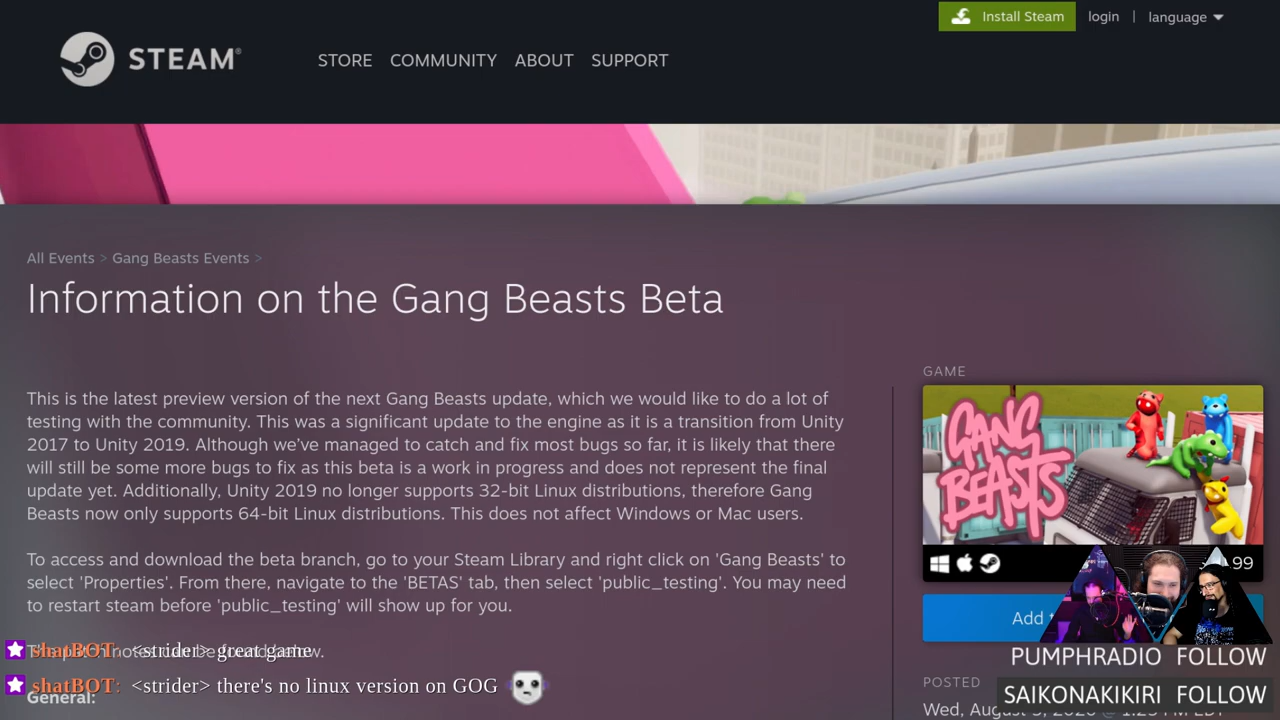 Install Steam
login | language
STEAM®
STORE COMMUNITY ABOUT SUPPORT
All Events > Gang Beasts Events >
Information on the Gang Beasts Beta
This is the latest preview version of the next Gang Beasts update, which we would like to do a lot of
testing with the community. This was a significant update to the engine as it is a transition from Unity
2017 to Unity 2019. Although we've managed to catch and fix most bugs so far, it is likely that there
will still be some more bugs to fix as this beta is a work in progress and does not represent the final
update yet. Additionally, Unity 2019 no longer supports 32-bit Linux distributions, therefore Gang
Beasts now only supports 64-bit Linux distributions. This does not affect Windows or Mac users.
To access and download the beta branch, go to your Steam Library and right click on 'Gang Beasts' to
select 'Properties'. From there, navigate to the 'BETAS' tab, then select 'public_testing'. You may need
to restart steam before 'public_testing' will show up for you.
shatBOT: <strider> great game
shatBOT: <strider> there's no linux version on GOG
General:
GAME
GANG
BEASTS
99
Add
PUMPHRADIO FOLLOW
POSTED
SAIKONAKIKIRI FOLLOW
Wed,